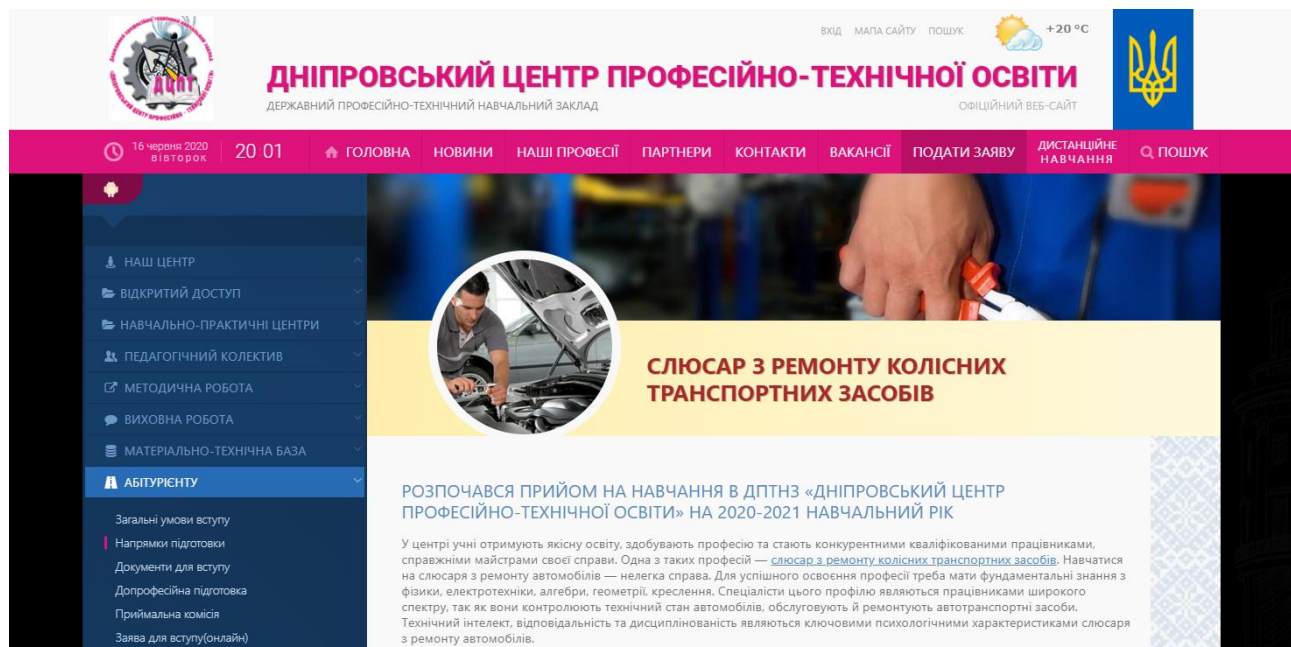 ВХІД МАПА САЙТУ ПОШУК +20 °C
ДЦПТ
ДНІПРОВСЬКИЙ ЦЕНТР ПРОФЕСІЙНО-ТЕХНІЧНОЇ ОСВІТИ
ДЕРЖАВНИЙ ПРОФЕСІЙНО-ТЕХНІЧНИЙ НАВЧАЛЬНИЙ ЗАКЛАД ОФІЦІЙНИЙ ВЕБ-САЙТ
16 червня 2020
вівторок
20:01
ГОЛОВНА НОВИНИ НАШІ ПРОФЕСІЇ ПАРТНЕРИ КОНТАКТИ ВАКАНСІЇ ПОДАТИ ЗАЯВУ
ДИСТАНЦІЙНЕ
НАВЧАННЯ
ПОШУК
НАШ ЦЕНТР
ВІДКРИТИЙ ДОСТУП
НАВЧАЛЬНО-ПРАКТИЧНІ ЦЕНТРИ
ПЕДАГОГІЧНИЙ КОЛЕКТИВ
МЕТОДИЧНА РОБОТА
ВИХОВНА РОБОТА
МАТЕРІАЛЬНО-ТЕХНІЧНА БАЗА
АБІТУРІЄНТУ
Загальні умови вступу
Напрямки підготовки
Документи для вступу
Допрофесійна підготовка
Приймальна комісія
Заява для вступу(онлайн)
СЛЮСАР З РЕМОНТУ КОЛІСНИХ
ТРАНСПОРТНИХ ЗАСОБІВ
РОЗПОЧАВСЯ ПРИЙОМ НА НАВЧАННЯ В ДПТНЗ «ДНІПРОВСЬКИЙ ЦЕНТР
ПРОФЕСІЙНО-ТЕХНІЧНОЇ ОСВІТИ» НА 2020-2021 НАВЧАЛЬНИЙ РІК
У центрі учні отримують якісну освіту, здобувають професію та стають конкурентними кваліфікованими працівниками,
справжніми майстрами своєї справи. Одна з таких професій — слюсар з ремонту колісних транспортних засобів. Навчатися
на слюсаря з ремонту автомобілів — нелегка справа. Для успішного освоєння професії треба мати фундаментальні знання з
фізики, електротехніки, алгебри, геометрії, креслення. Спеціалісти цього профілю являються працівниками широкого
спектру, так як вони контролюють технічний стан автомобілів, обслуговують й ремонтують автотранспортні засоби.
Технічний інтелект, відповідальність та дисциплінованість являються ключовими психологічними характеристиками слюсаря
з ремонту автомобілів.